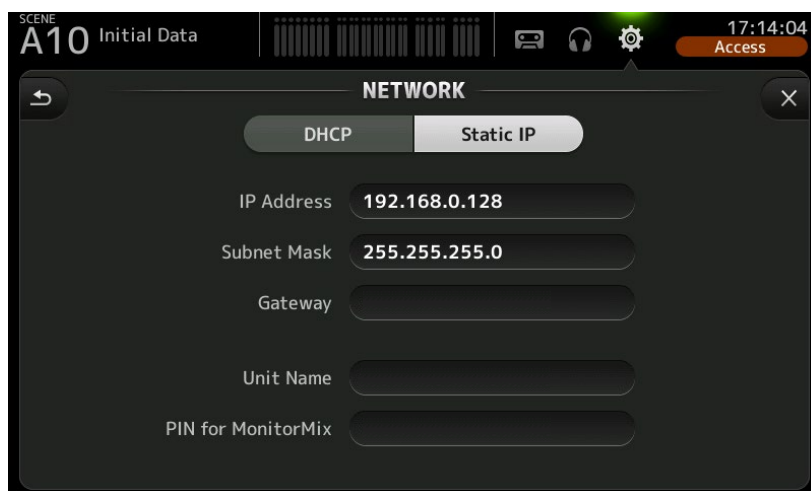 SCENE
A10 Initial Data
17:14:04
Access
NETWORK
DHCP Static IP
IP Address 192.168.0.128
Subnet Mask 255.255.255.0
Gateway
Unit Name
PIN for MonitorMix